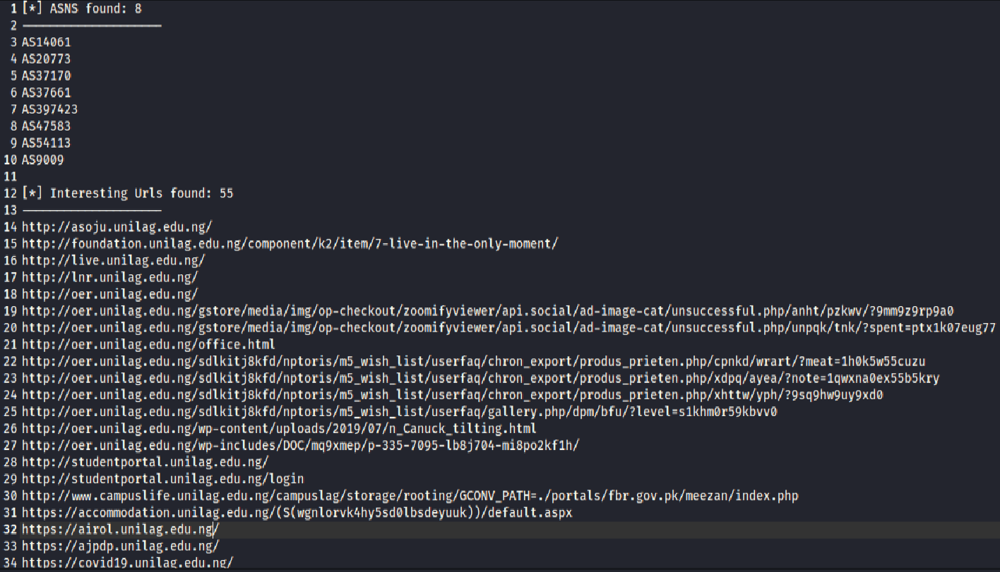 1 [*] ASNS found: 8
2 ────────────────────
3 AS14061
4 AS20773
5 AS37170
6 AS37661
7 AS397423
8 AS47583
9 AS54113
10 AS9009
11
12 [*] Interesting Urls found: 55
13 ────────────────────
14 http://asoju.unilag.edu.ng/
15 http://foundation.unilag.edu.ng/component/k2/item/7-live-in-the-only-moment/
16 http://live.unilag.edu.ng/
17 http://lnr.unilag.edu.ng/
18 http://oer.unilag.edu.ng/
19 http://oer.unilag.edu.ng/gstore/media/img/op-checkout/zoomifyviewer/api.social/ad-image-cat/unsuccessful.php/anht/pzkwv/?9mm9z9rp9a0
20 http://oer.unilag.edu.ng/gstore/media/img/op-checkout/zoomifyviewer/api.social/ad-image-cat/unsuccessful.php/unpqk/tnk/?spent=ptx1k07eug77
21 http://oer.unilag.edu.ng/office.html
22 http://oer.unilag.edu.ng/sdlkitj8kfd/nptoris/m5_wish_list/userfaq/chron_export/produs_prieten.php/cpnkd/wrart/?meat=1h0k5w55cuzu
23 http://oer.unilag.edu.ng/sdlkitj8kfd/nptoris/m5_wish_list/userfaq/chron_export/produs_prieten.php/xdpq/ayea/?note=1qwxna0ex55b5kry
24 http://oer.unilag.edu.ng/sdlkitj8kfd/nptoris/m5_wish_list/userfaq/chron_export/produs_prieten.php/xhttw/yph/?9sq9hw9uy9xd0
25 http://oer.unilag.edu.ng/sdlkitj8kfd/nptoris/m5_wish_list/userfaq/gallery.php/dpm/bfu/?level=s1khm0r59kbvv0
26 http://oer.unilag.edu.ng/wp-content/uploads/2019/07/n_Canuck_tilting.html
27 http://oer.unilag.edu.ng/wp-includes/DOC/mq9xmep/p-335-7095-lb8j704-mi8po2kf1h/
28 http://studentportal.unilag.edu.ng/
29 http://studentportal.unilag.edu.ng/login
30 http://www.campuslife.unilag.edu.ng/campuslag/storage/rooting/GCONV_PATH=./portals/fbr.gov.pk/meezan/index.php
31 https://accommodation.unilag.edu.ng/(S(wgnlorvk4hy5sd0lbsdeyuuk))/default.aspx
32 https://airol.unilag.edu.ng/
33 https://ajpdp.unilag.edu.ng/
34 https://covid19.unilag.edu.ng/